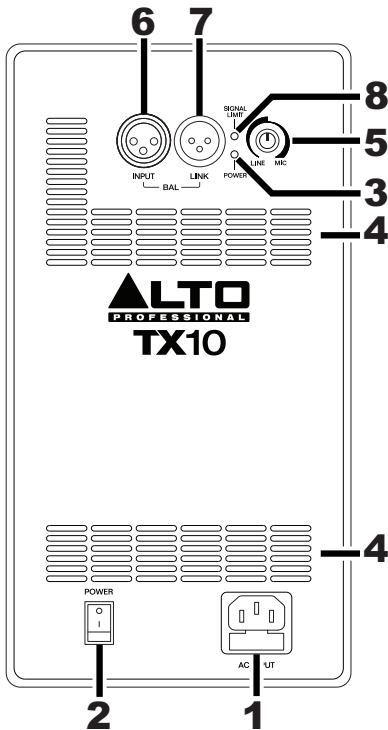 6 7
SIGNAL
LIMIT
8
5
LINE MIC
INPUT LINK POWER
3
BAL
4
ALTO
PROFESSIONAL
TX10
4
POWER
O
I
AC INPUT
2 1